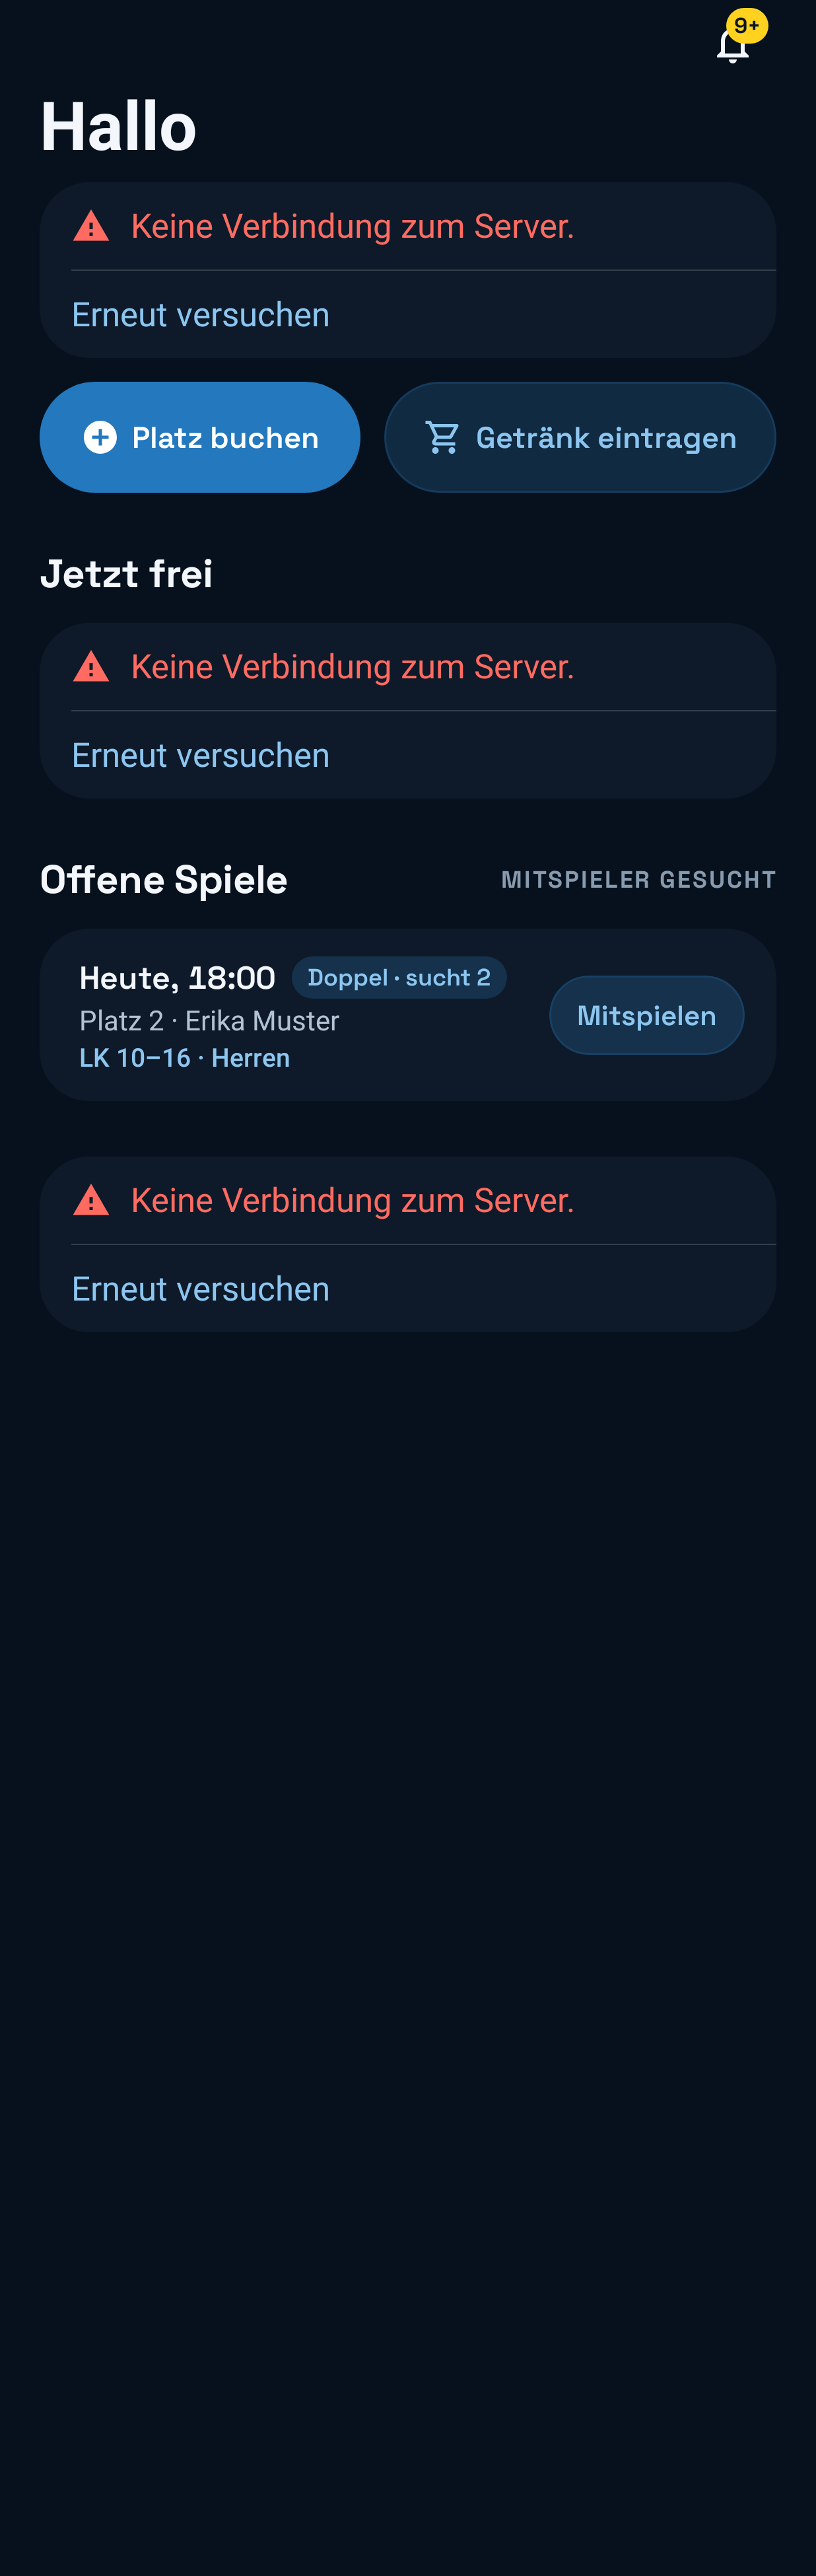 9+
Hallo
Keine Verbindung zum Server.
Erneut versuchen
Platz buchen
Getränk eintragen
Jetzt frei
Keine Verbindung zum Server.
Erneut versuchen
Offene Spiele
MITSPIELER GESUCHT
Heute, 18:00
Doppel · sucht 2
Platz 2 · Erika Muster
LK 10–16 · Herren
Mitspielen
Keine Verbindung zum Server.
Erneut versuchen